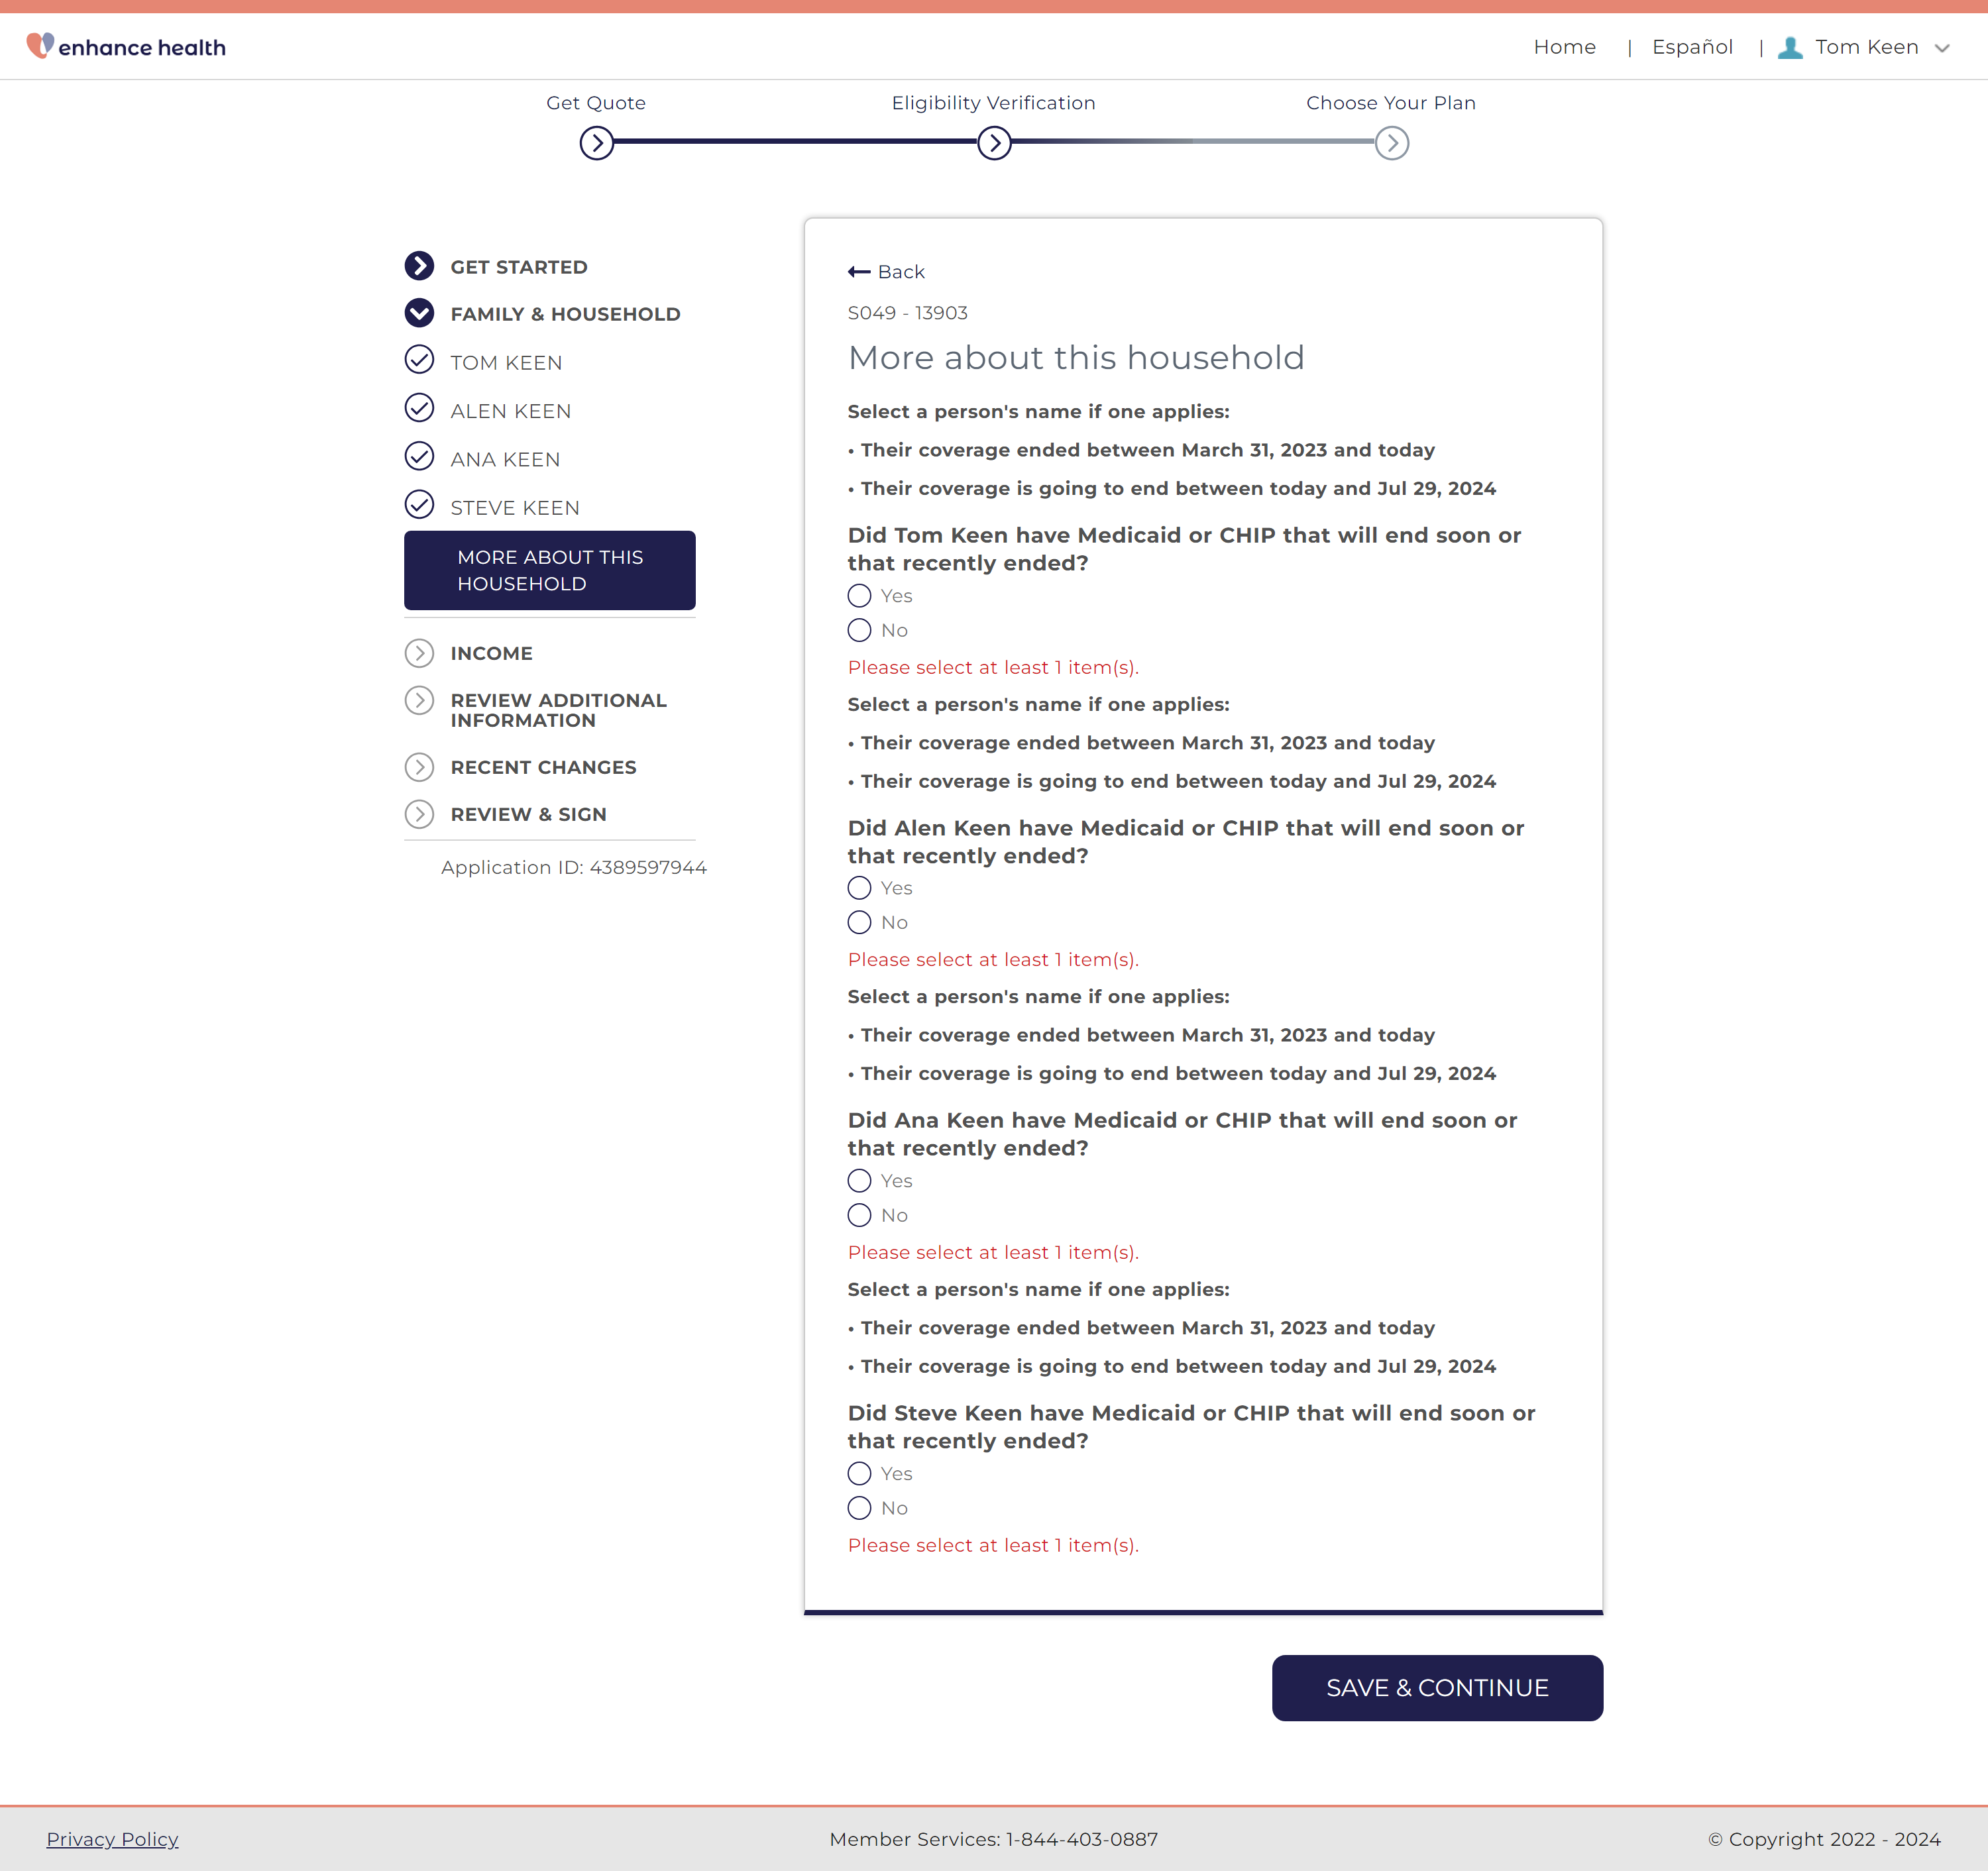 enhance health
Home | Español | Tom Keen
Get Quote
Eligibility Verification
Choose Your Plan
GET STARTED
FAMILY & HOUSEHOLD
TOM KEEN
ALEN KEEN
ANA KEEN
STEVE KEEN
MORE ABOUT THIS
HOUSEHOLD
INCOME
REVIEW ADDITIONAL
INFORMATION
RECENT CHANGES
REVIEW & SIGN
Application ID: 4389597944
Back
S049 - 13903
More about this household
Select a person's name if one applies:
• Their coverage ended between March 31, 2023 and today
• Their coverage is going to end between today and Jul 29, 2024
Did Tom Keen have Medicaid or CHIP that will end soon or
that recently ended?
Yes
No
Please select at least 1 item(s).
Select a person's name if one applies:
• Their coverage ended between March 31, 2023 and today
• Their coverage is going to end between today and Jul 29, 2024
Did Alen Keen have Medicaid or CHIP that will end soon or
that recently ended?
Yes
No
Please select at least 1 item(s).
Select a person's name if one applies:
• Their coverage ended between March 31, 2023 and today
• Their coverage is going to end between today and Jul 29, 2024
Did Ana Keen have Medicaid or CHIP that will end soon or
that recently ended?
Yes
No
Please select at least 1 item(s).
Select a person's name if one applies:
• Their coverage ended between March 31, 2023 and today
• Their coverage is going to end between today and Jul 29, 2024
Did Steve Keen have Medicaid or CHIP that will end soon or
that recently ended?
Yes
No
Please select at least 1 item(s).
SAVE & CONTINUE
Privacy Policy
Member Services: 1-844-403-0887
© Copyright 2022 - 2024